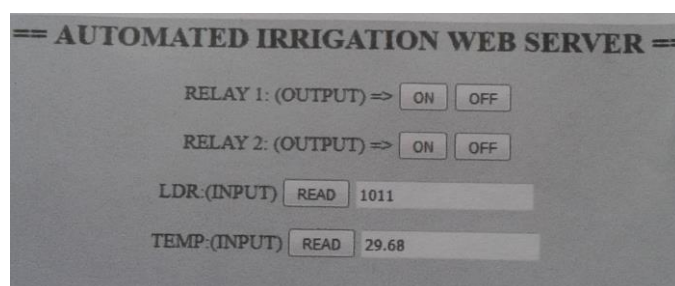 == AUTOMATED IRRIGATION WEB SERVER ==
RELAY 1: (OUTPUT) => ON OFF
RELAY 2: (OUTPUT) => ON OFF
LDR:(INPUT) READ 1011
TEMP:(INPUT) READ 29.68